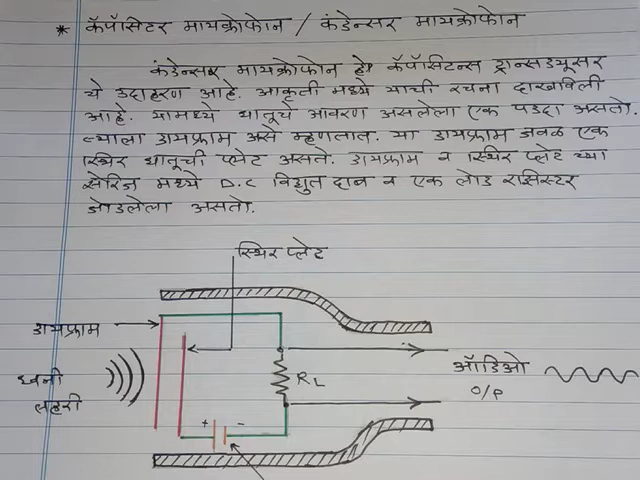 * कॅपॅसिटर मायक्रोफोन / कंडेन्सर मायक्रोफोन
कंडेन्सर मायक्रोफोन हे कॅपॅसिटन्स ट्रान्सड्यूसर
चे उदाहरण आहे. आकृती मध्ये याची रचना दाखविली
आहे. यामध्ये धातूचे आवरण असलेला एक पडदा असतो.
त्याला डायफ्राम असे म्हणतात. या डायफ्राम जवळ एक
स्थिर धातूची प्लेट असते. डायफ्राम व स्थिर प्लेट च्या
सेरिज मध्ये D.C विद्युत दाब व एक लोड रसिस्टर
जोडलेला असतो.
स्थिर प्लेट
डायफ्राम
ध्वनी
लहरी
RL
ऑडिओ
O/P
+ -